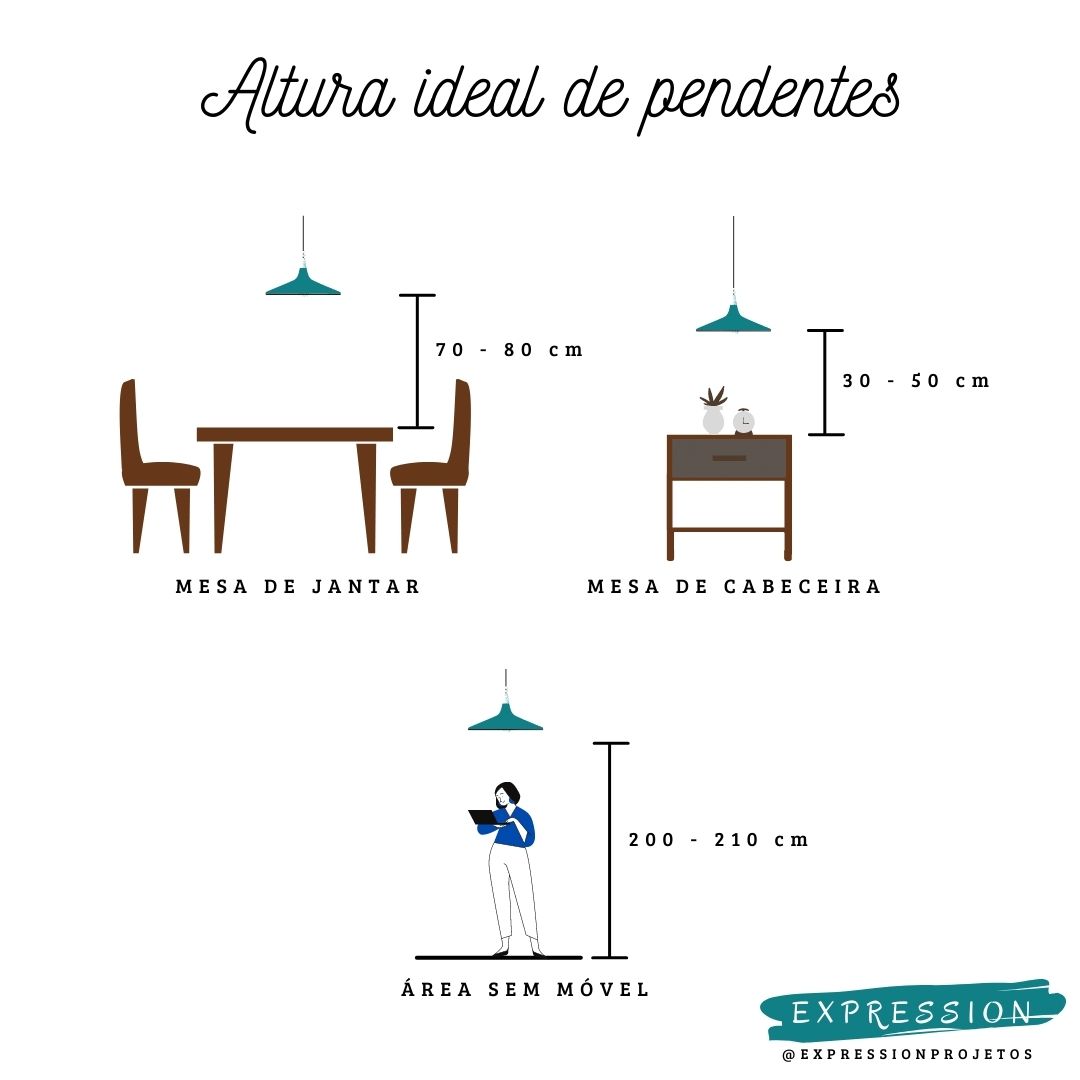 Altura ideal de pendentes
70 - 80 cm
30 - 50 cm
MESA DE JANTAR
MESA DE CABECEIRA
200 - 210 cm
ÁREA SEM MÓVEL
EXPRESSION
@EXPRESSIONPROJETOS